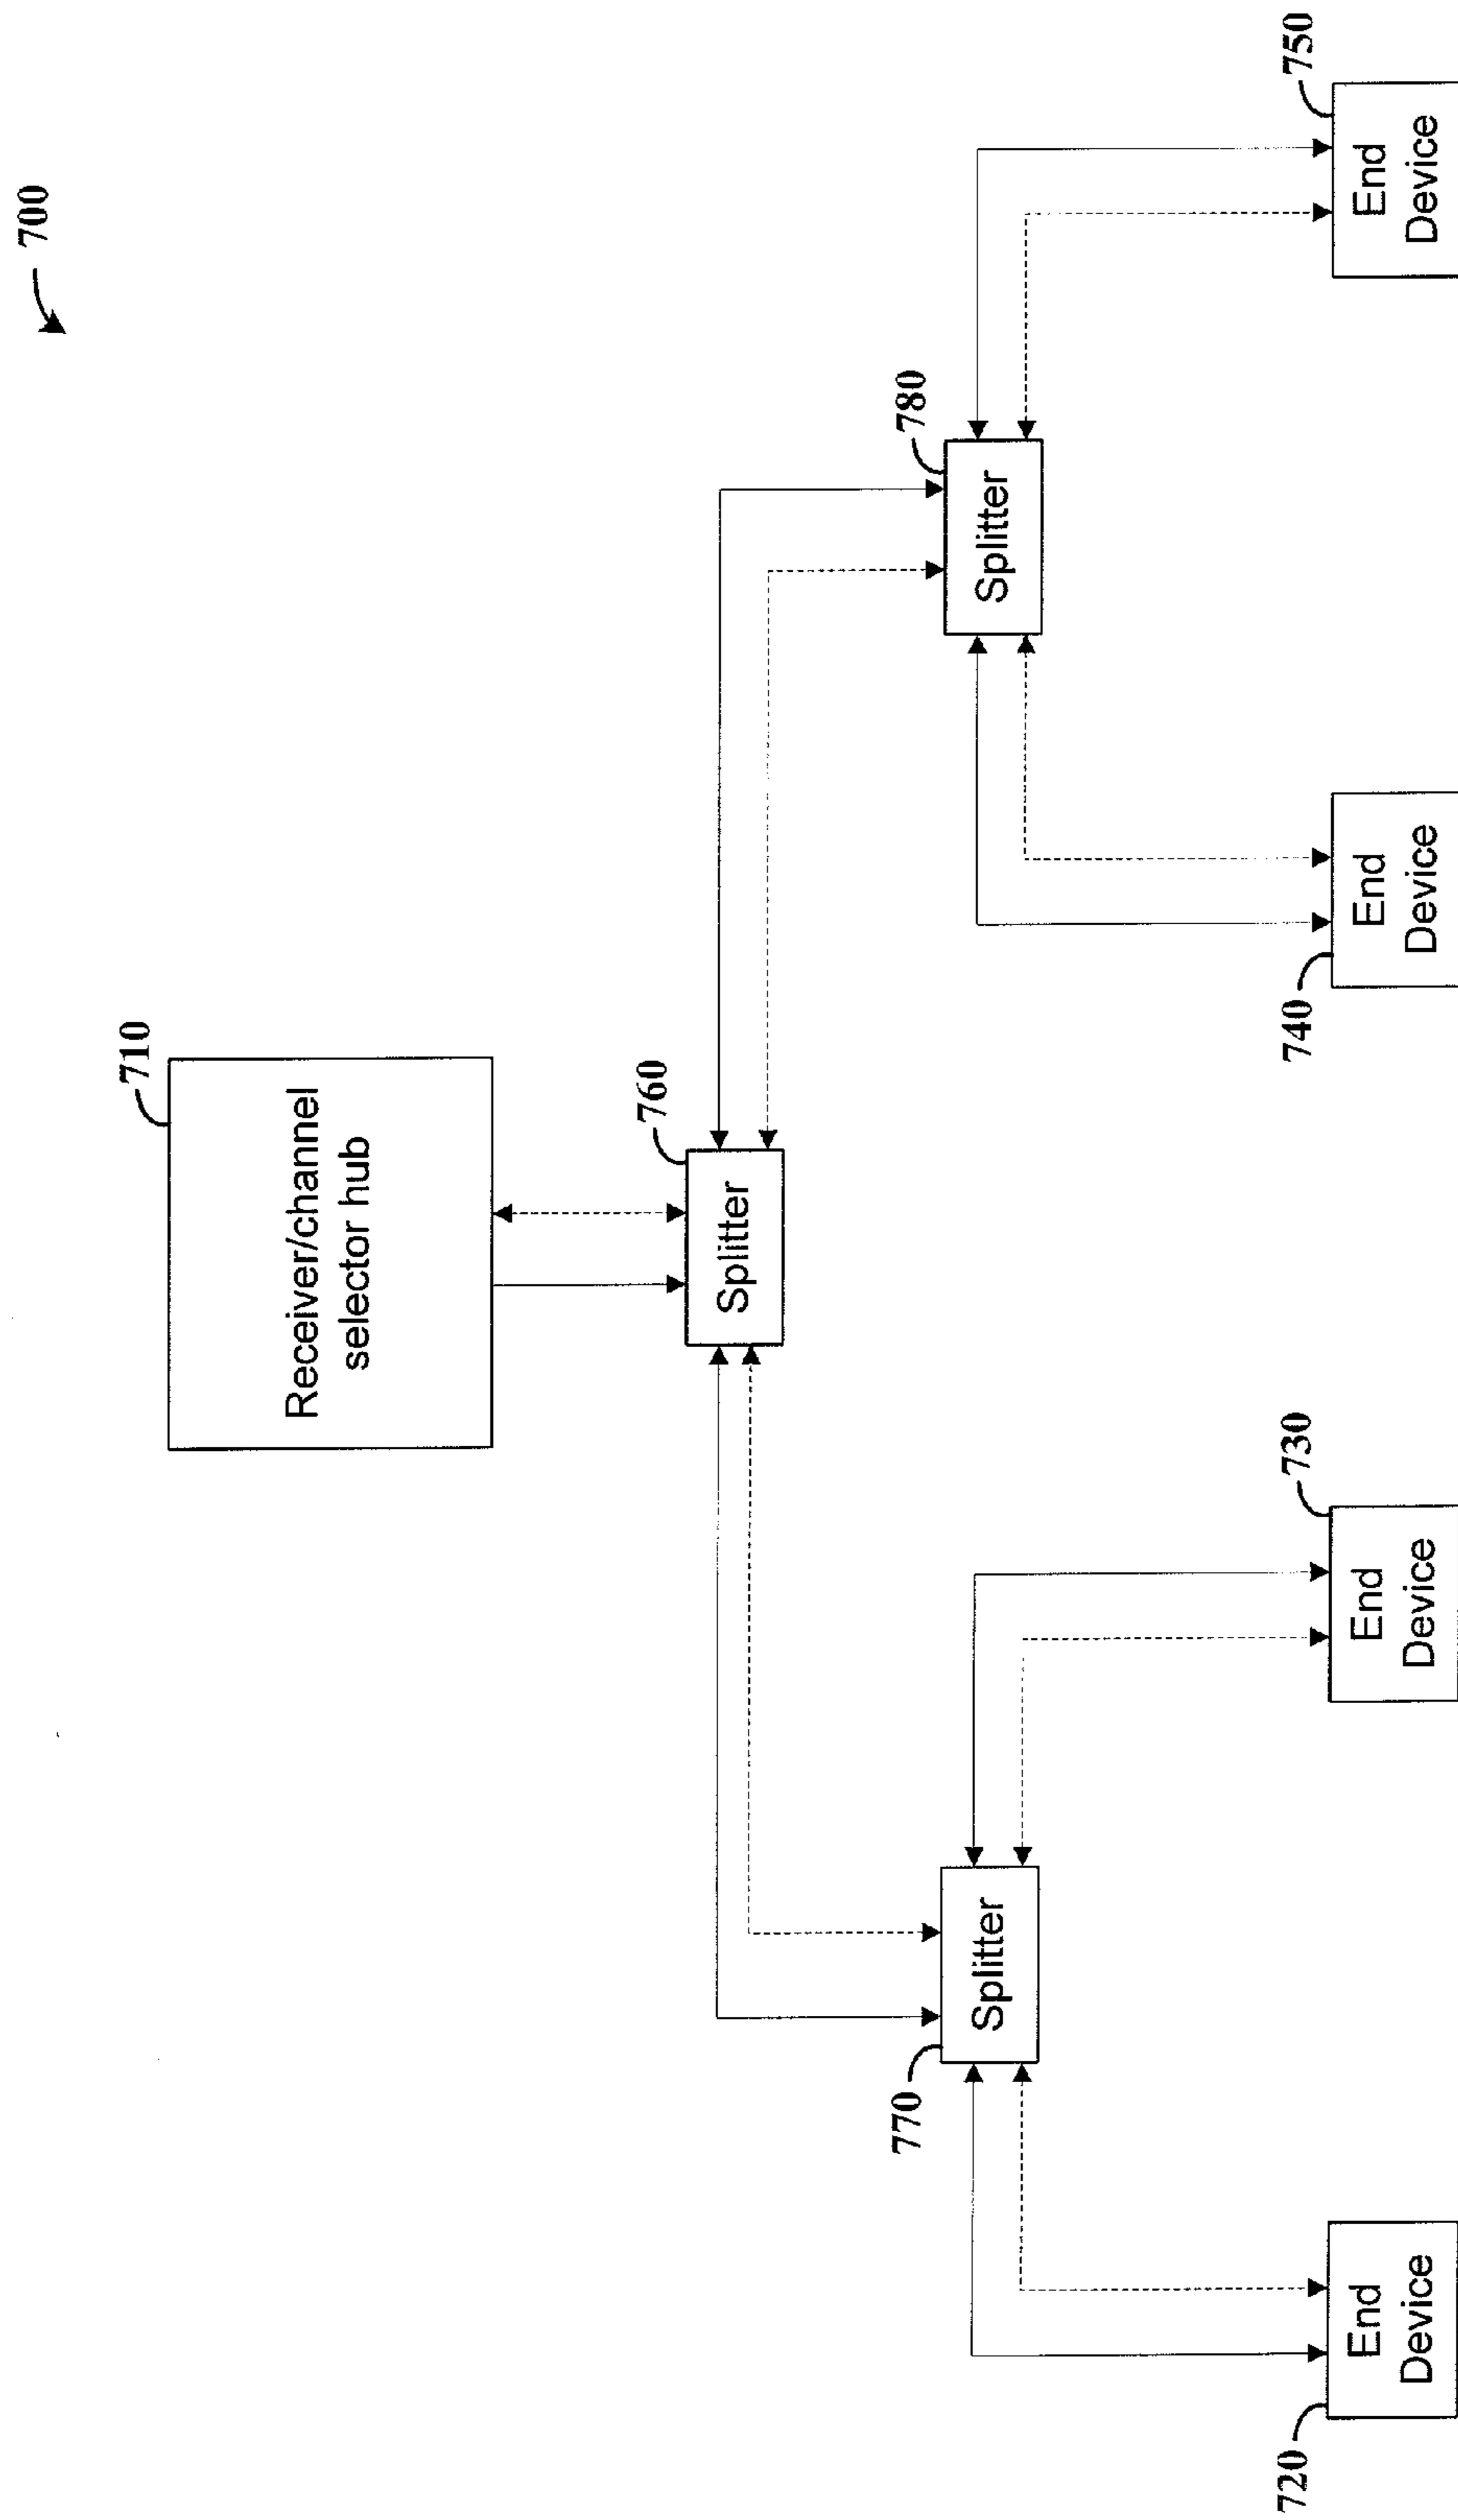 700
710
Receiver/channel
selector hub
760
Splitter
770
Splitter
780
Splitter
720
End
Device
730
End
Device
740
End
Device
750
End
Device